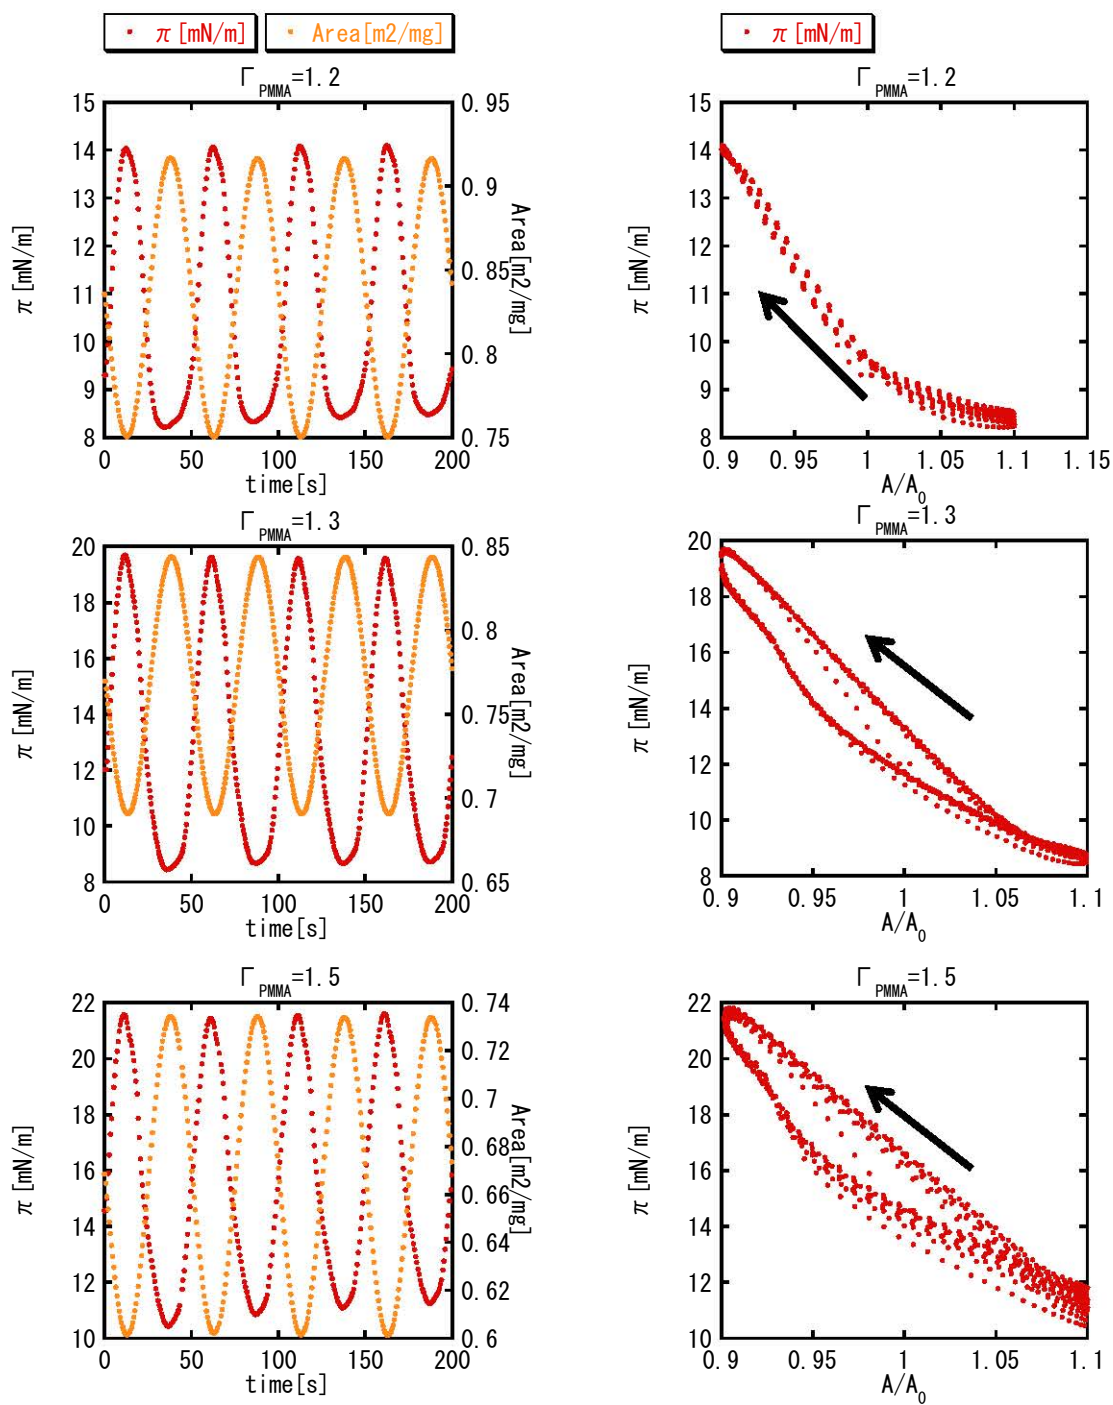 π [mN/m] Area[m2/mg] π [mN/m]
Γ_PMMA=1.2 Γ_PMMA=1.2
15 0.95 15
14 14
13 0.9 13
12 12
11 0.85 11
10 0.8 10
9 9
8 0.75 8
π [mN/m] Area[m2/mg] π [mN/m]
0 50 100 150 200 0.9 0.95 1 1.05 1.1 1.15
time[s] A/A₀
Γ_PMMA=1.3 Γ_PMMA=1.3
20 0.85 20
18 18
16 0.8 16
14 0.75 14
12 12
10 0.7 10
8 0.65 8
π [mN/m] Area[m2/mg] π [mN/m]
0 50 100 150 200 0.9 0.95 1 1.05 1.1
time[s] A/A₀
Γ_PMMA=1.5 Γ_PMMA=1.5
22 0.74 22
20 0.72 20
18 0.7 18
16 0.68 16
14 0.66 14
12 0.64 12
10 0.62 10
0.6
π [mN/m] Area[m2/mg] π [mN/m]
0 50 100 150 200 0.9 0.95 1 1.05 1.1
time[s] A/A₀